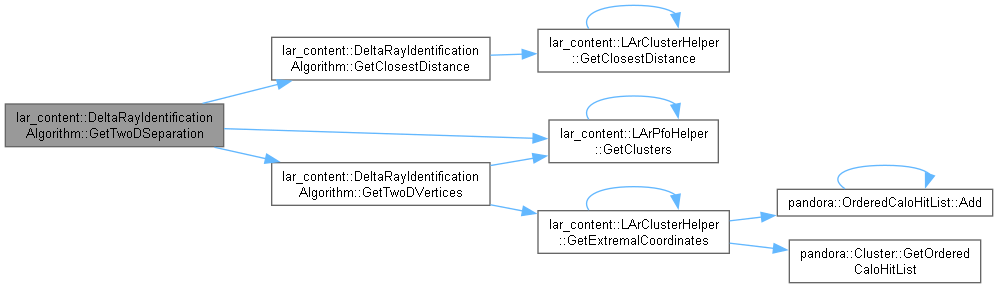 lar_content::DeltaRayIdentification
Algorithm::GetTwoDSeparation
lar_content::DeltaRayIdentification
Algorithm::GetClosestDistance
lar_content::LArClusterHelper
::GetClosestDistance
lar_content::LArPfoHelper
::GetClusters
lar_content::DeltaRayIdentification
Algorithm::GetTwoDVertices
lar_content::LArClusterHelper
::GetExtremalCoordinates
pandora::OrderedCaloHitList::Add
pandora::Cluster::GetOrdered
CaloHitList